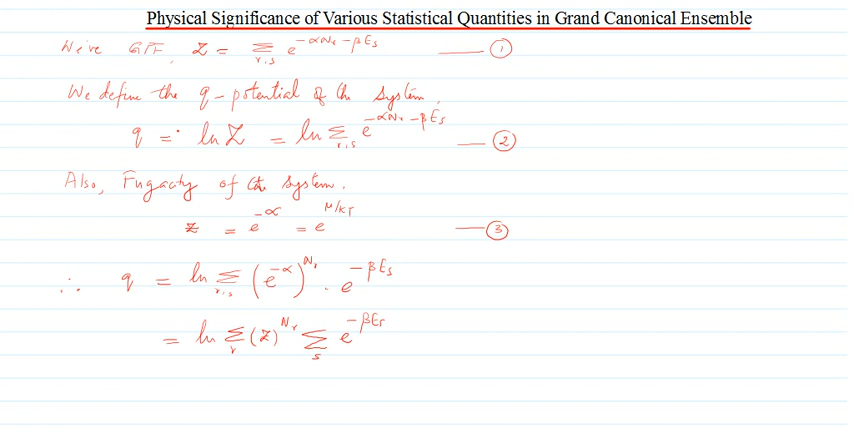 Physical Significance of Various Statistical Quantities in Grand Canonical Ensemble
We've GPF, Z = Σ_{r,s} e^{-αN_r - βE_s} —— ①
We define the q-potential of the system,
q = ln Z = ln Σ_{r,s} e^{-αN_r - βE_s} —— ②
Also, Fugacity of the system.
z = e^{-α} = e^{μ/kT} —— ③
∴ q = ln Σ_{r,s} (e^{-α})^{N_r} . e^{-βE_s}
= ln Σ_r (z)^{N_r} Σ_s e^{-βE_s}